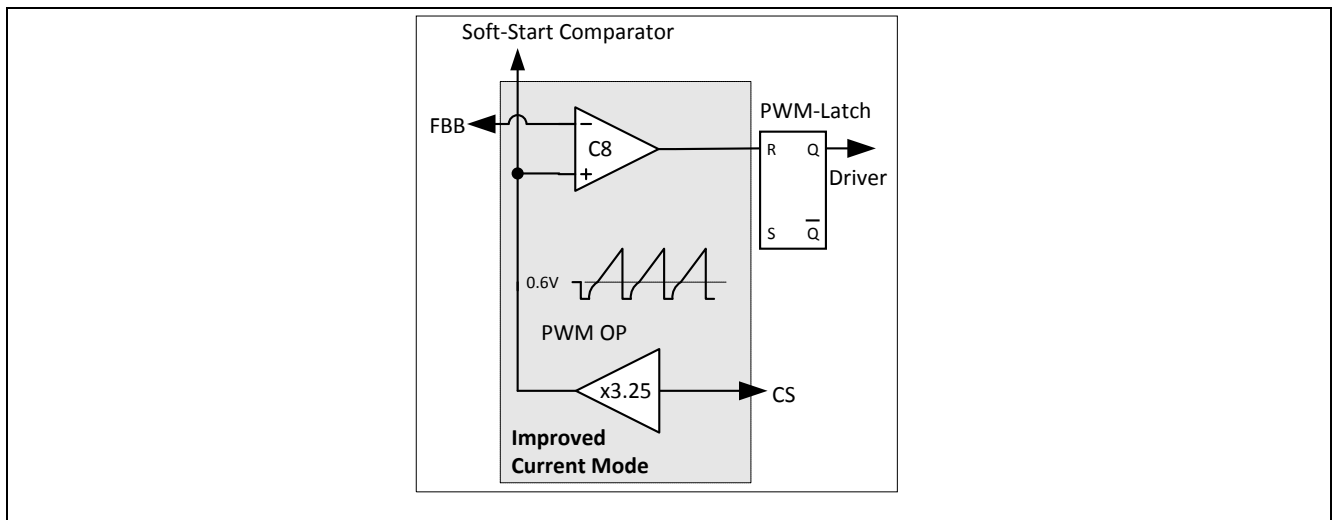 Soft-Start Comparator
FBB
C8
PWM-Latch
R Q
Driver
S Q̅
0.6V
PWM OP
x3.25
CS
Improved
Current Mode